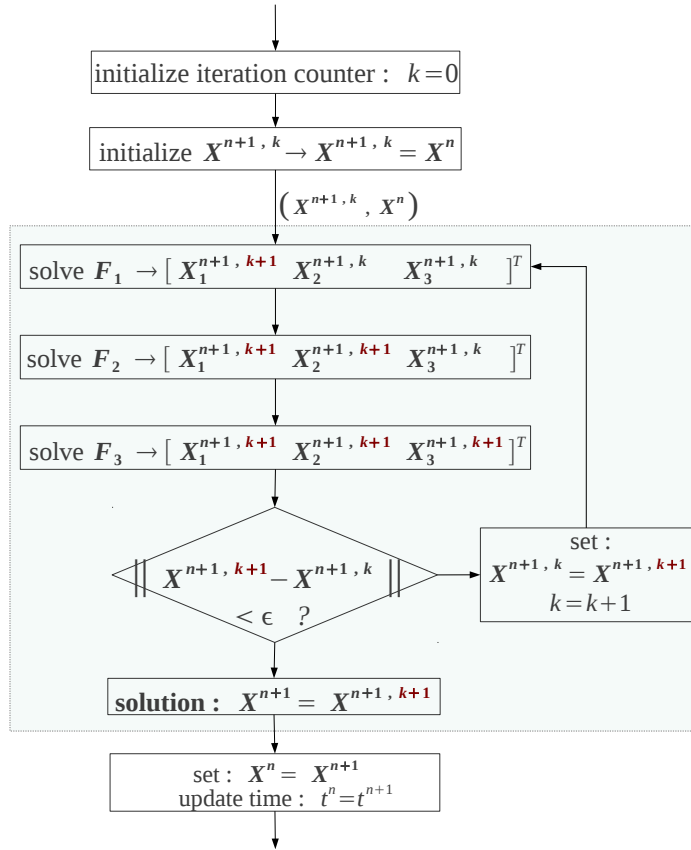 initialize iteration counter : k=0
initialize X^{n+1, k} → X^{n+1, k} = X^n
(X^{n+1, k}, X^n)
solve F_1 → [ X_1^{n+1, k+1} X_2^{n+1, k} X_3^{n+1, k} ]^T
solve F_2 → [ X_1^{n+1, k+1} X_2^{n+1, k+1} X_3^{n+1, k} ]^T
solve F_3 → [ X_1^{n+1, k+1} X_2^{n+1, k+1} X_3^{n+1, k+1} ]^T
|| X^{n+1, k+1} − X^{n+1, k} ||
< ϵ ?
set :
X^{n+1, k} = X^{n+1, k+1}
k=k+1
solution : X^{n+1} = X^{n+1, k+1}
set : X^n = X^{n+1}
update time : t^n=t^{n+1}